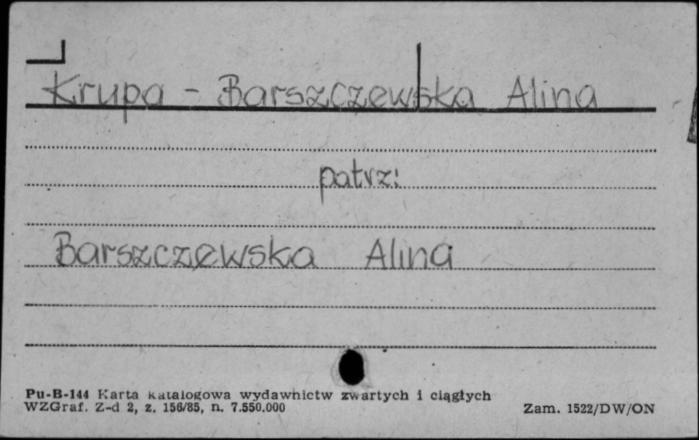 Krupa - Barszczewska Alina
patrz:
Barszczewska Alina
Pu-B-144 Karta katalogowa wydawnictw zwartych i ciągłych
WZGraf. Z-d 2, z. 156/85, n. 7.550.000
Zam. 1522/DW/ON